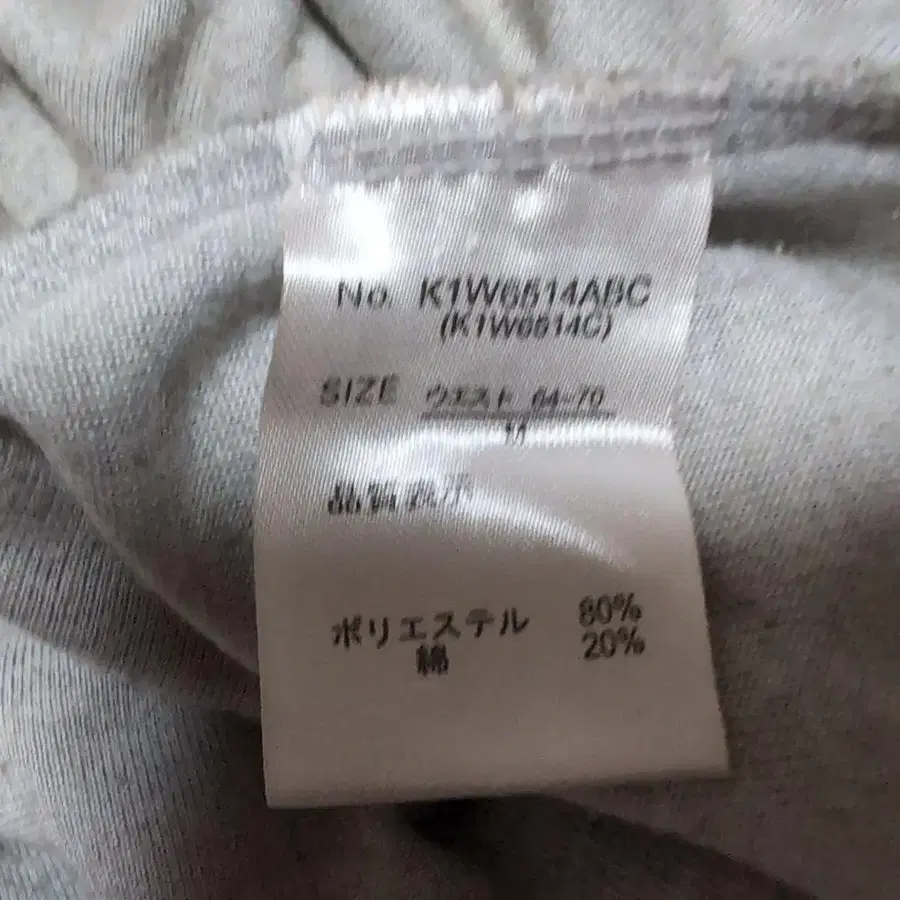 No. K1W6514ABC
(K1W6514C)
SIZE ウエスト 64-70
M
品質表示
ポリエステル 80%
綿 20%